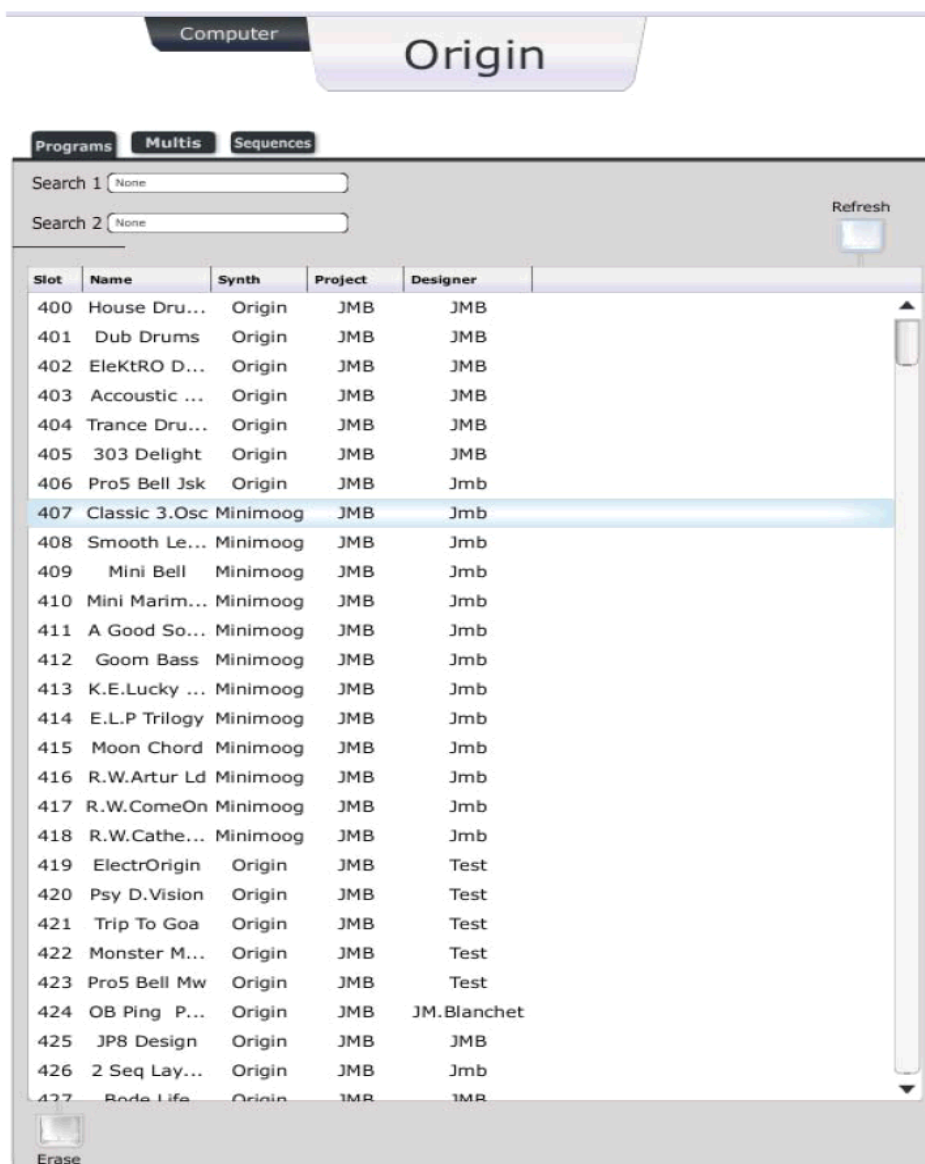 Computer
Origin
Programs Multis Sequences
Search 1 None
Search 2 None
Refresh
Slot Name Synth Project Designer
400 House Dru... Origin JMB JMB
401 Dub Drums Origin JMB JMB
402 EleKtRO D... Origin JMB JMB
403 Accoustic ... Origin JMB JMB
404 Trance Dru... Origin JMB JMB
405 303 Delight Origin JMB JMB
406 Pro5 Bell Jsk Origin JMB Jmb
407 Classic 3.Osc Minimoog JMB Jmb
408 Smooth Le... Minimoog JMB Jmb
409 Mini Bell Minimoog JMB Jmb
410 Mini Marim... Minimoog JMB Jmb
411 A Good So... Minimoog JMB Jmb
412 Goom Bass Minimoog JMB Jmb
413 K.E.Lucky ... Minimoog JMB Jmb
414 E.L.P Trilogy Minimoog JMB Jmb
415 Moon Chord Minimoog JMB Jmb
416 R.W.Artur Ld Minimoog JMB Jmb
417 R.W.ComeOn Minimoog JMB Jmb
418 R.W.Cathe... Minimoog JMB Jmb
419 ElectrOrigin Origin JMB Test
420 Psy D.Vision Origin JMB Test
421 Trip To Goa Origin JMB Test
422 Monster M... Origin JMB Test
423 Pro5 Bell Mw Origin JMB Test
424 OB Ping P... Origin JMB JM.Blanchet
425 JP8 Design Origin JMB JMB
426 2 Seq Lay... Origin JMB Jmb
427 Bode Life Origin JMB JMB
Erase